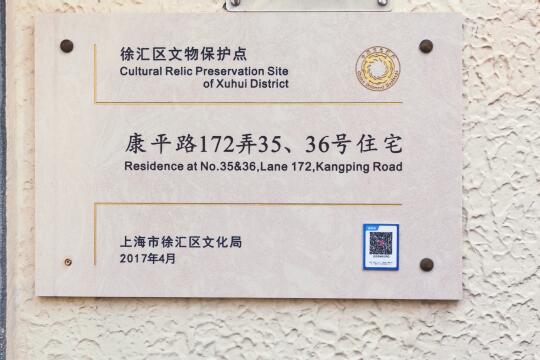 徐汇区文物保护点
Cultural Relic Preservation Site
of Xuhui District
康平路172弄35、36号住宅
Residence at No.35&36,Lane 172,Kangping Road
上海市徐汇区文化局
2017年4月